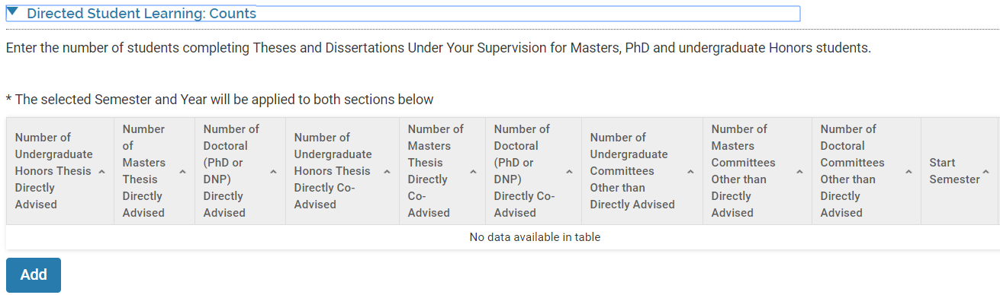 Directed Student Learning: Counts
Enter the number of students completing Theses and Dissertations Under Your Supervision for Masters, PhD and undergraduate Honors students.
* The selected Semester and Year will be applied to both sections below
Number of
Undergraduate
Honors Thesis
Directly
Advised
Number
of
Masters
Thesis
Directly
Advised
Number of
Doctoral
(PhD or
DNP)
Directly
Advised
Number of
Undergraduate
Honors Thesis
Directly Co-
Advised
Number of
Masters
Thesis
Directly
Co-
Advised
Number of
Doctoral
(PhD or
DNP)
Directly Co-
Advised
Number of
Undergraduate
Committees
Other than
Directly Advised
Number of
Masters
Committees
Other than
Directly
Advised
Number of
Doctoral
Committees
Other than
Directly
Advised
Start
Semester
No data available in table
Add